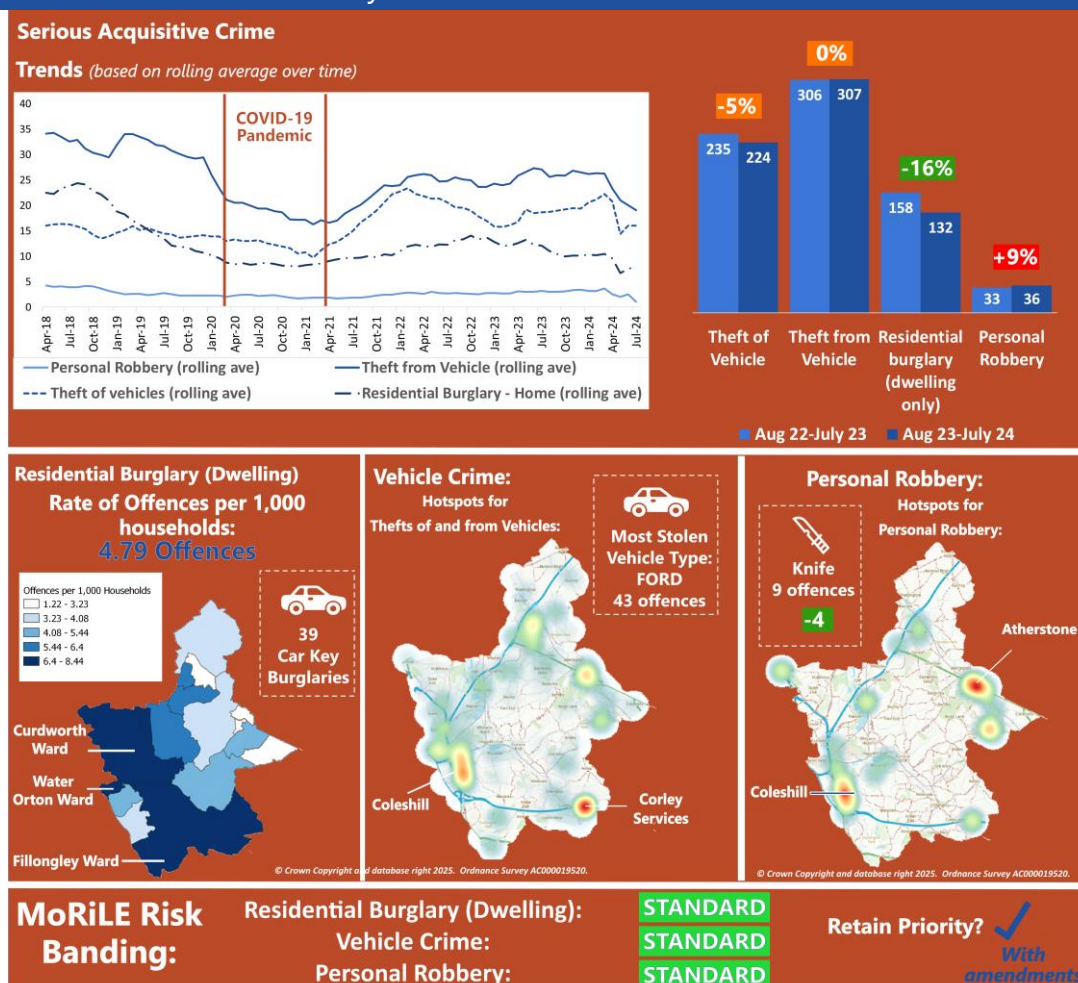 Serious Acquisitive Crime
Trends (based on rolling average over time)
40
35
30
25
20
15
10
5
0
COVID-19
Pandemic
Apr-18
Jul-18
Oct-18
Jan-19
Apr-19
Jul-19
Oct-19
Jan-20
Apr-20
Jul-20
Oct-20
Jan-21
Apr-21
Jul-21
Oct-21
Jan-22
Apr-22
Jul-22
Oct-22
Jan-23
Apr-23
Jul-23
Oct-23
Jan-24
Apr-24
Jul-24
Personal Robbery (rolling ave)
Theft from Vehicle (rolling ave)
Theft of vehicles (rolling ave)
Residential Burglary - Home (rolling ave)
-5%
0%
-16%
+9%
235
224
306
307
158
132
33
36
Theft of
Vehicle
Theft from
Vehicle
Residential
burglary
(dwelling
only)
Personal
Robbery
Aug 22-July 23
Aug 23-July 24
Residential Burglary (Dwelling)
Rate of Offences per 1,000
households:
4.79 Offences
Offences per 1,000 Households
1.22 - 3.23
3.23 - 4.08
4.08 - 5.44
5.44 - 6.4
6.4 - 8.44
39
Car Key
Burglaries
Curdworth
Ward
Water
Orton Ward
Fillongley Ward
Vehicle Crime:
Hotspots for
Thefts of and from Vehicles:
Most Stolen
Vehicle Type:
FORD
43 offences
Coleshill
Corley
Services
© Crown Copyright and database right 2025. Ordnance Survey AC000019520.
Personal Robbery:
Hotspots for
Personal Robbery:
Knife
9 offences
-4
Atherstone
Coleshill
© Crown Copyright and database right 2025. Ordnance Survey AC000019520.
MoRiLE Risk
Banding:
Residential Burglary (Dwelling):
STANDARD
Vehicle Crime:
STANDARD
Personal Robbery:
STANDARD
Retain Priority?
With
amendments